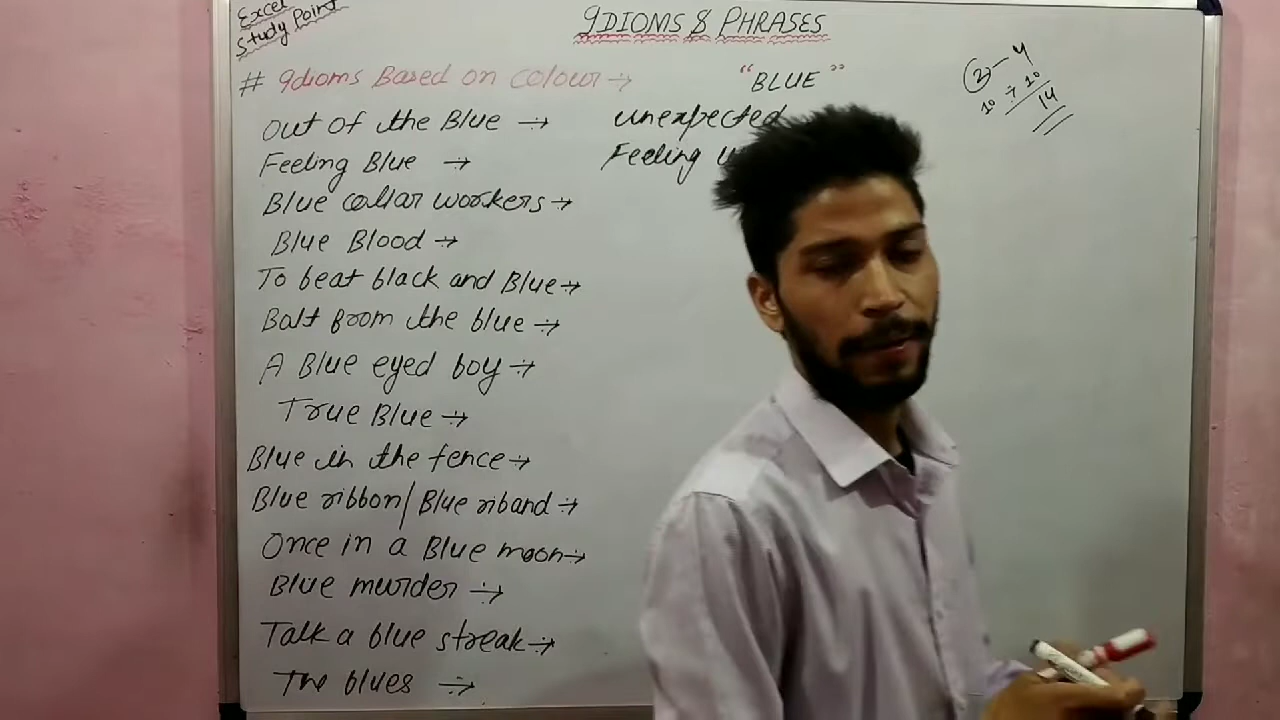 Excel
Study Point
IDIOMS & PHRASES
# Idioms Based on colour → "BLUE"
Out of the Blue → unexpected
Feeling Blue → Feeling
Blue collar workers →
Blue Blood →
To beat black and Blue →
Bolt from the blue →
A Blue eyed boy →
True Blue →
Blue in the fence →
Blue ribbon/Blue riband →
Once in a Blue moon →
Blue murder →
Talk a blue streak →
The blues →
14